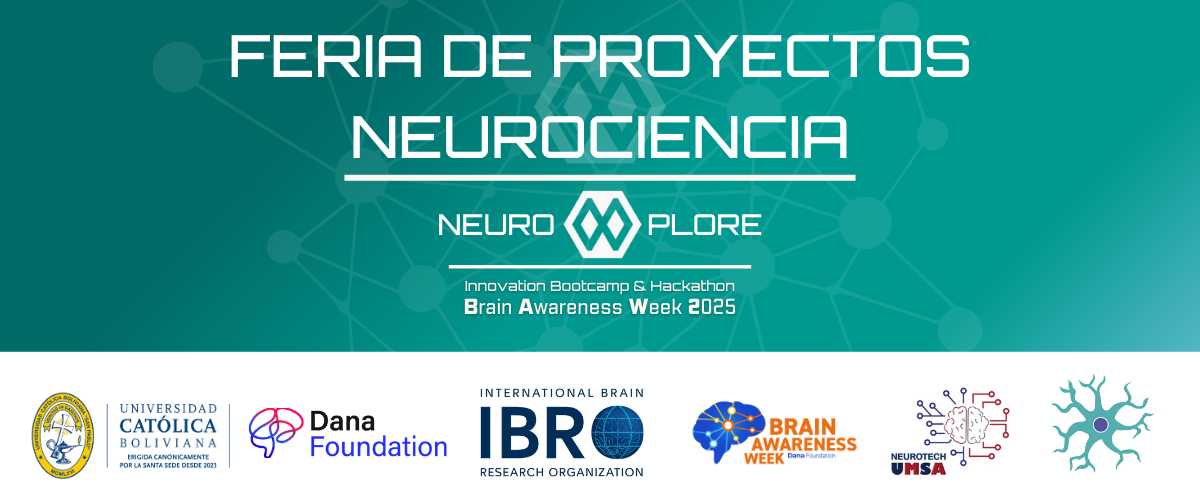 FERIA DE PROYECTOS
NEUROCIENCIA
NEURO PLORE
Innovation Bootcamp & Hackathon
Brain Awareness Week 2025
UNIVERSIDAD
CATÓLICA
BOLIVIANA
ERIGIDA CANÓNICAMENTE
POR LA SANTA SEDE DESDE 2023
Dana
Foundation
INTERNATIONAL BRAIN
IBRO
RESEARCH ORGANIZATION
BRAIN
AWARENESS
WEEK Dana Foundation
NEUROTECH
UMSA